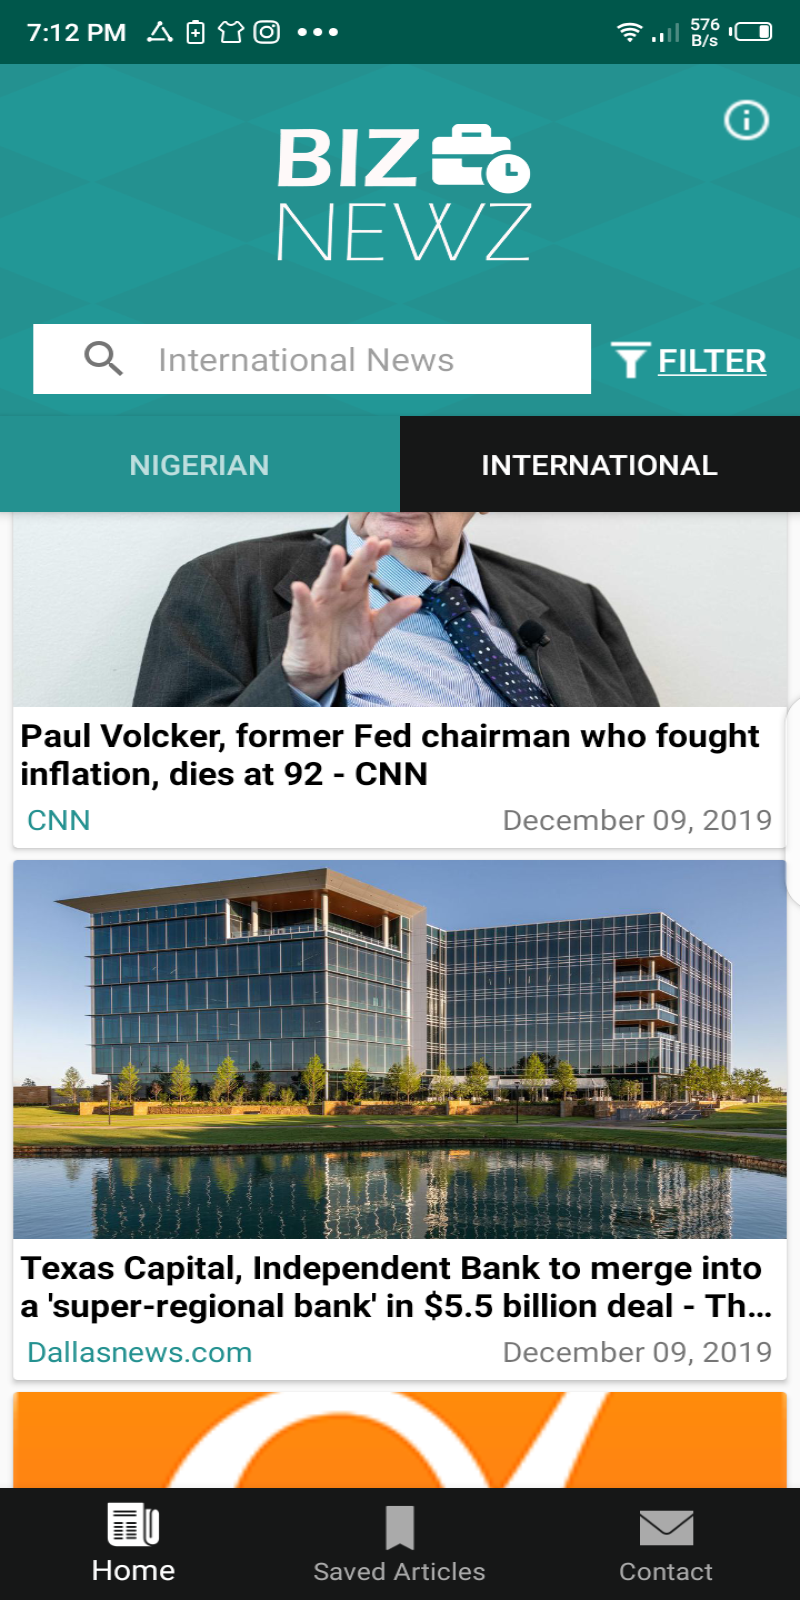 7:12 PM
576
B/s
BIZ
NEWZ
International News
FILTER
NIGERIAN
INTERNATIONAL
Paul Volcker, former Fed chairman who fought
inflation, dies at 92 - CNN
CNN
December 09, 2019
Texas Capital, Independent Bank to merge into
a 'super-regional bank' in $5.5 billion deal - Th...
Dallasnews.com
December 09, 2019
Home
Saved Articles
Contact